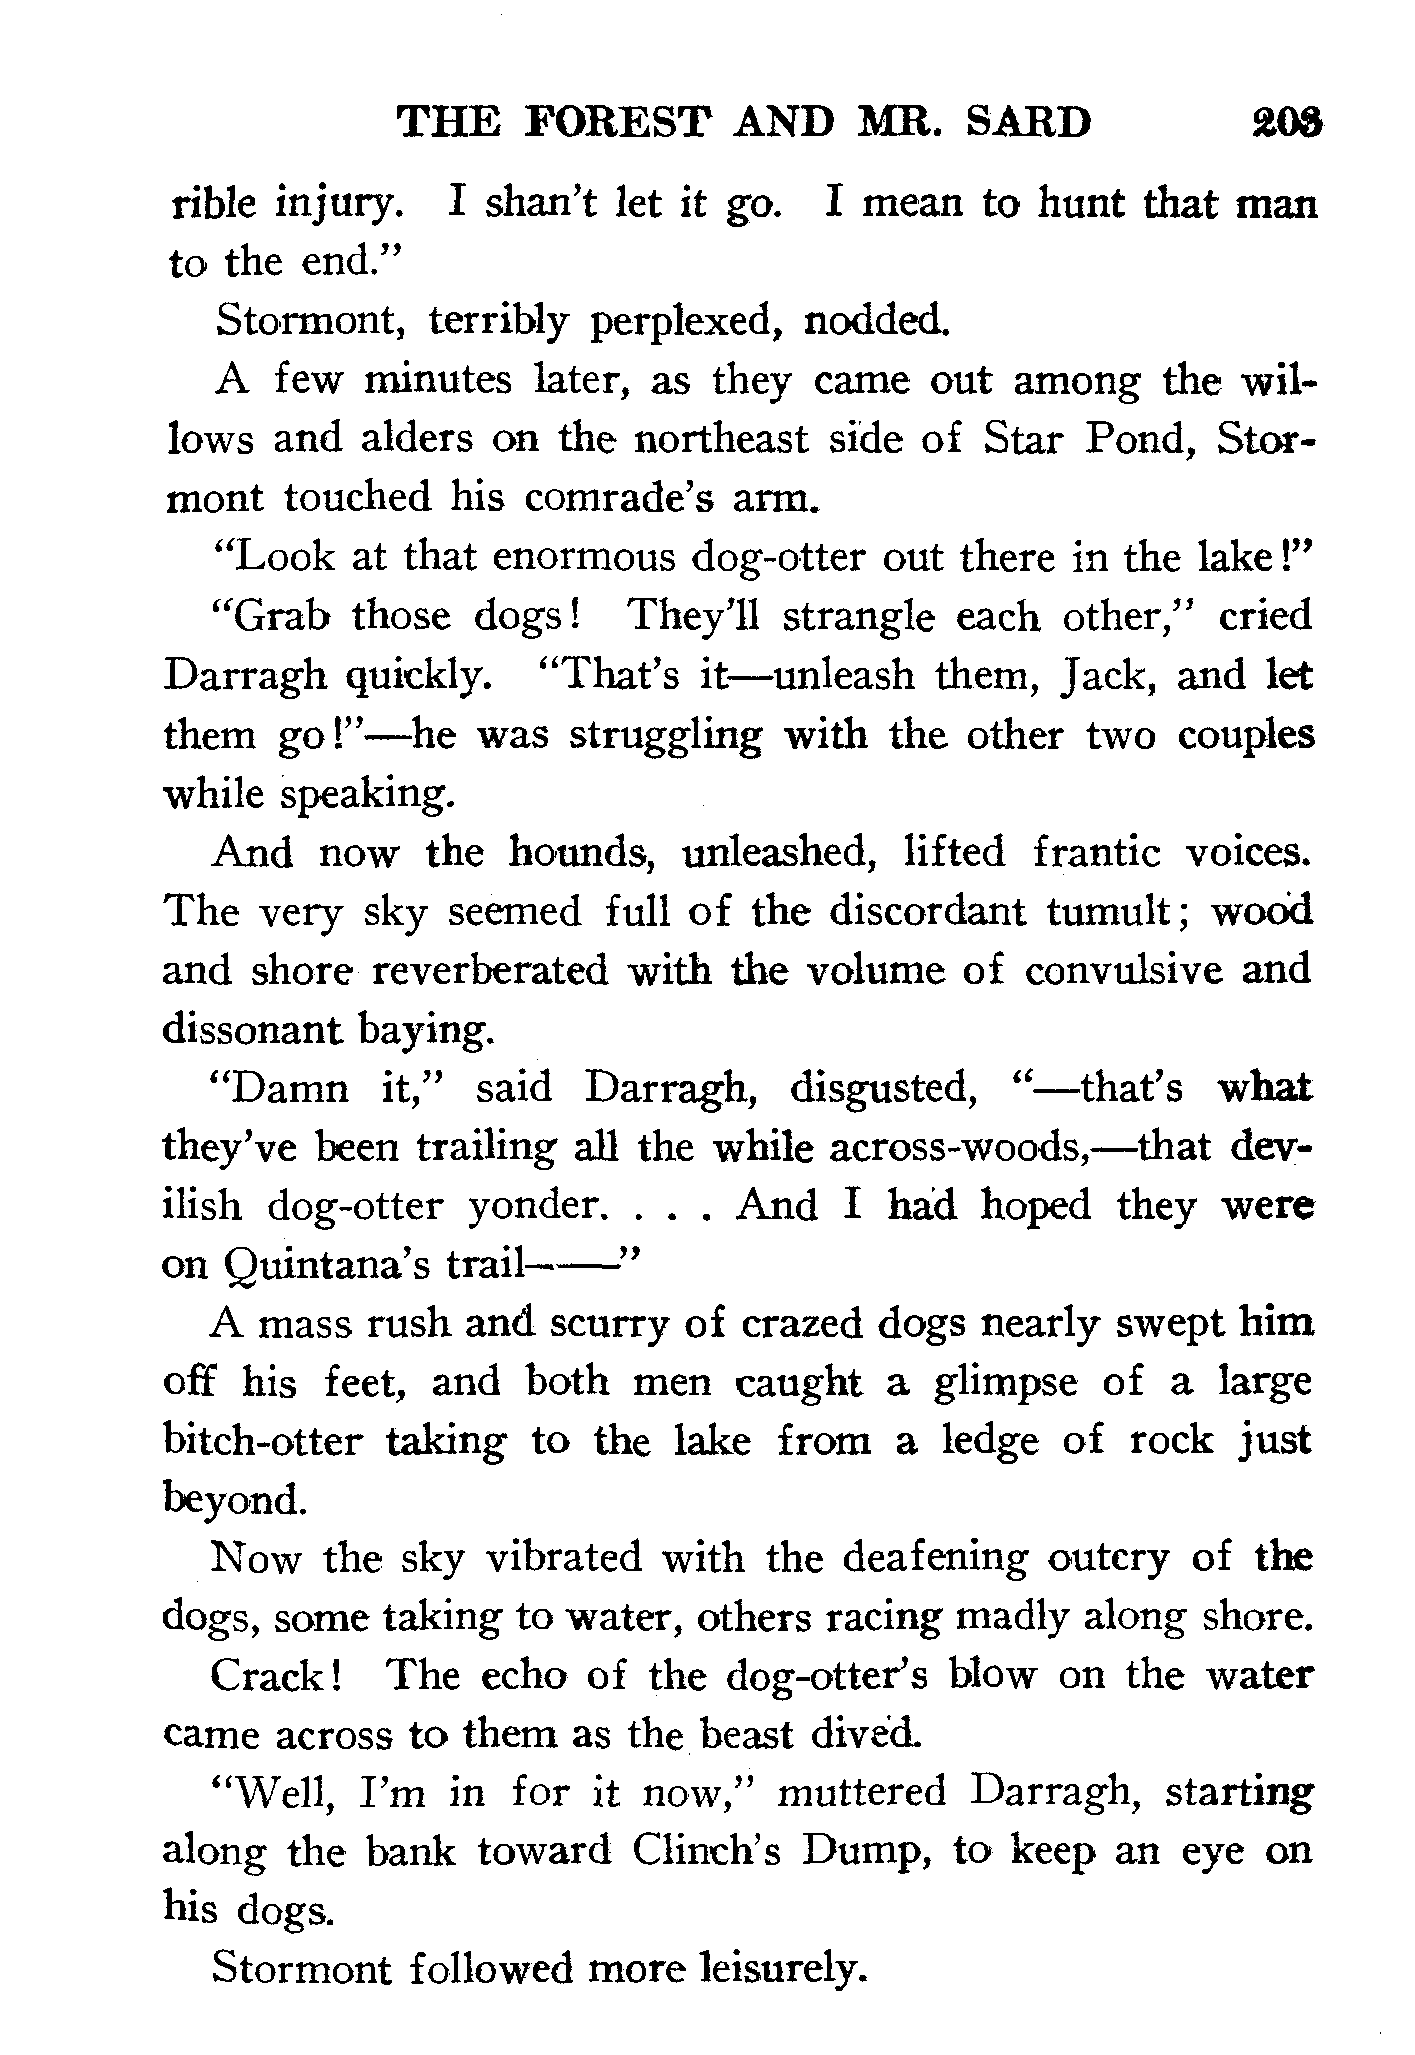 THE FOREST AND MR. SARD 203
rible injury. I shan't let it go. I mean to hunt that man
to the end."
Stormont, terribly perplexed, nodded.
A few minutes later, as they came out among the wil-
lows and alders on the northeast side of Star Pond, Stor-
mont touched his comrade's arm.
"Look at that enormous dog-otter out there in the lake!"
"Grab those dogs! They'll strangle each other," cried
Darragh quickly. "That's it—unleash them, Jack, and let
them go!"—he was struggling with the other two couples
while speaking.
And now the hounds, unleashed, lifted frantic voices.
The very sky seemed full of the discordant tumult; wood
and shore reverberated with the volume of convulsive and
dissonant baying.
"Damn it," said Darragh, disgusted, "—that's what
they've been trailing all the while across-woods,—that dev-
ilish dog-otter yonder. . . . And I had hoped they were
on Quintana's trail——"
A mass rush and scurry of crazed dogs nearly swept him
off his feet, and both men caught a glimpse of a large
bitch-otter taking to the lake from a ledge of rock just
beyond.
Now the sky vibrated with the deafening outcry of the
dogs, some taking to water, others racing madly along shore.
Crack! The echo of the dog-otter's blow on the water
came across to them as the beast dived.
"Well, I'm in for it now," muttered Darragh, starting
along the bank toward Clinch's Dump, to keep an eye on
his dogs.
Stormont followed more leisurely.